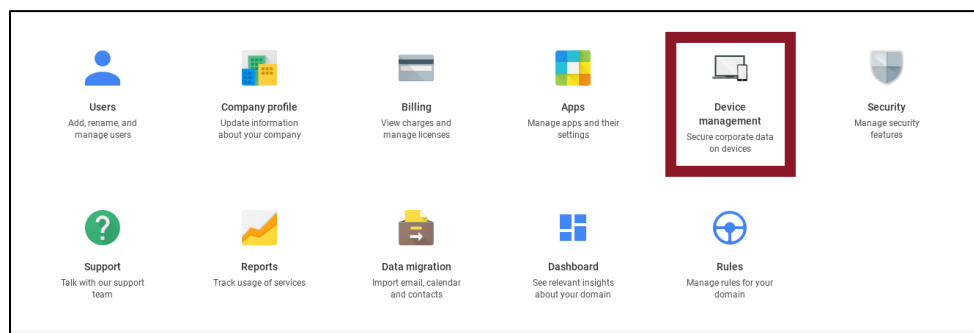 Users
Add, rename, and
manage users
Company profile
Update information
about your company
Billing
View charges and
manage licenses
Apps
Manage apps and their
settings
Device
management
Secure corporate data
on devices
Security
Manage security
features
Support
Talk with our support
team
Reports
Track usage of services
Data migration
Import email, calendar
and contacts
Dashboard
See relevant insights
about your domain
Rules
Manage rules for your
domain